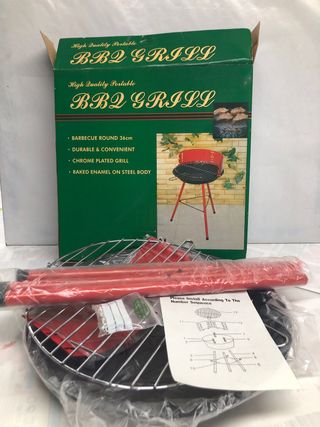 High Quality Portable
BBQ GRILL
High Quality Portable
BBQ GRILL
• BARBECUE ROUND 36cm
• DURABLE & CONVENIENT
• CHROME PLATED GRILL
• BAKED ENAMEL ON STEEL BODY
Please Install According To The
Number Sequence